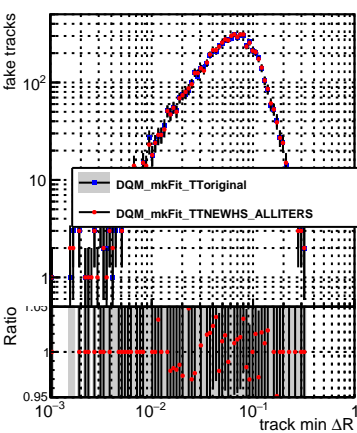 fake tracks
10²
10
1
DQM_mkFit_TToriginal
DQM_mkFit_TTNEWHS_ALLITERS
Ratio
1.05
1
0.95
10⁻³
10⁻²
10⁻¹
1
track min ΔR